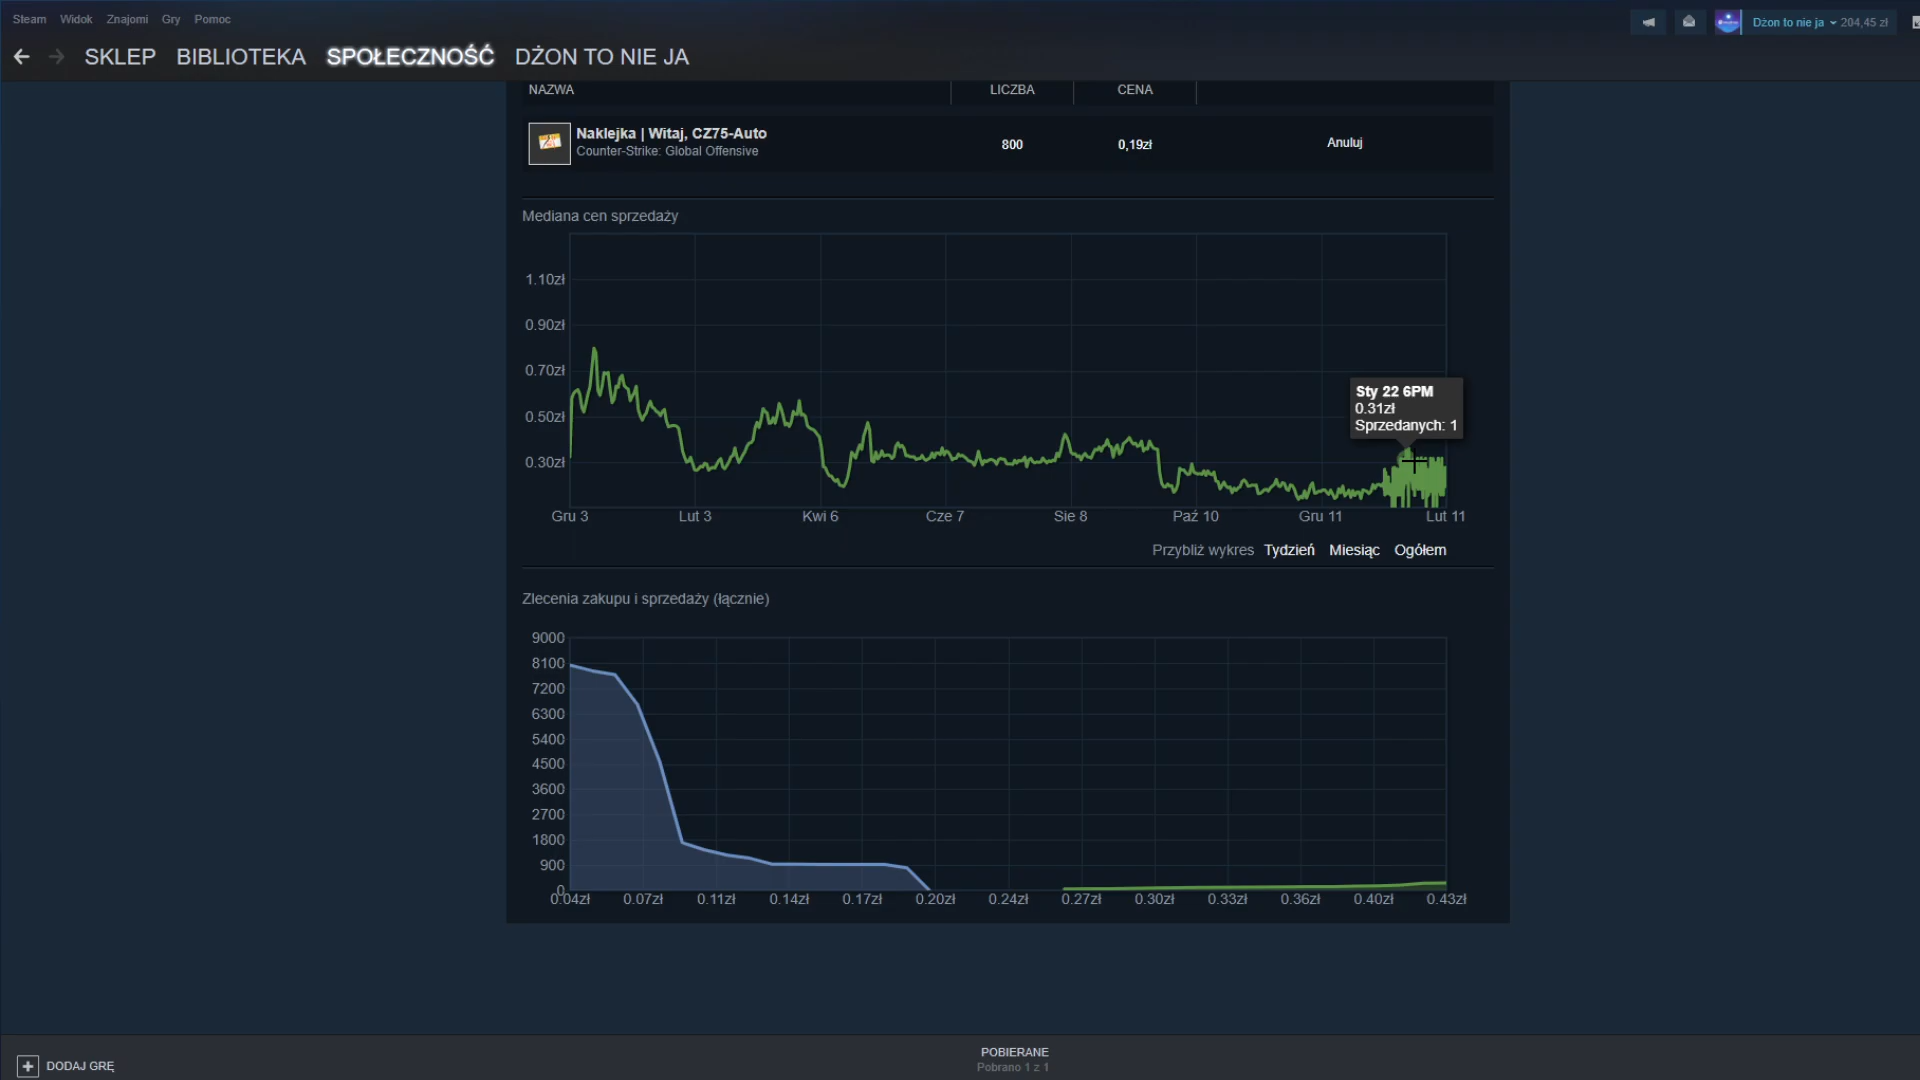 Steam Widok Znajomi Gry Pomoc
Dżon to nie ja 204,45 zł
SKLEP BIBLIOTEKA SPOŁECZNOŚĆ DŻON TO NIE JA
NAZWA LICZBA CENA
Naklejka | Witaj, CZ75-Auto
Counter-Strike: Global Offensive
800 0,19zł Anuluj
Mediana cen sprzedaży
1.10zł
0.90zł
0.70zł
0.50zł
0.30zł
Sty 22 6PM
0.31zł
Sprzedanych: 1
Gru 3 Lut 3 Kwi 6 Cze 7 Sie 8 Paź 10 Gru 11 Lut 11
Przybliż wykres Tydzień Miesiąc Ogółem
Zlecenia zakupu i sprzedaży (łącznie)
9000
8100
7200
6300
5400
4500
3600
2700
1800
900
0
0.04zł 0.07zł 0.11zł 0.14zł 0.17zł 0.20zł 0.24zł 0.27zł 0.30zł 0.33zł 0.36zł 0.40zł 0.43zł
DODAJ GRĘ
POBIERANE
Pobrano 1 z 1